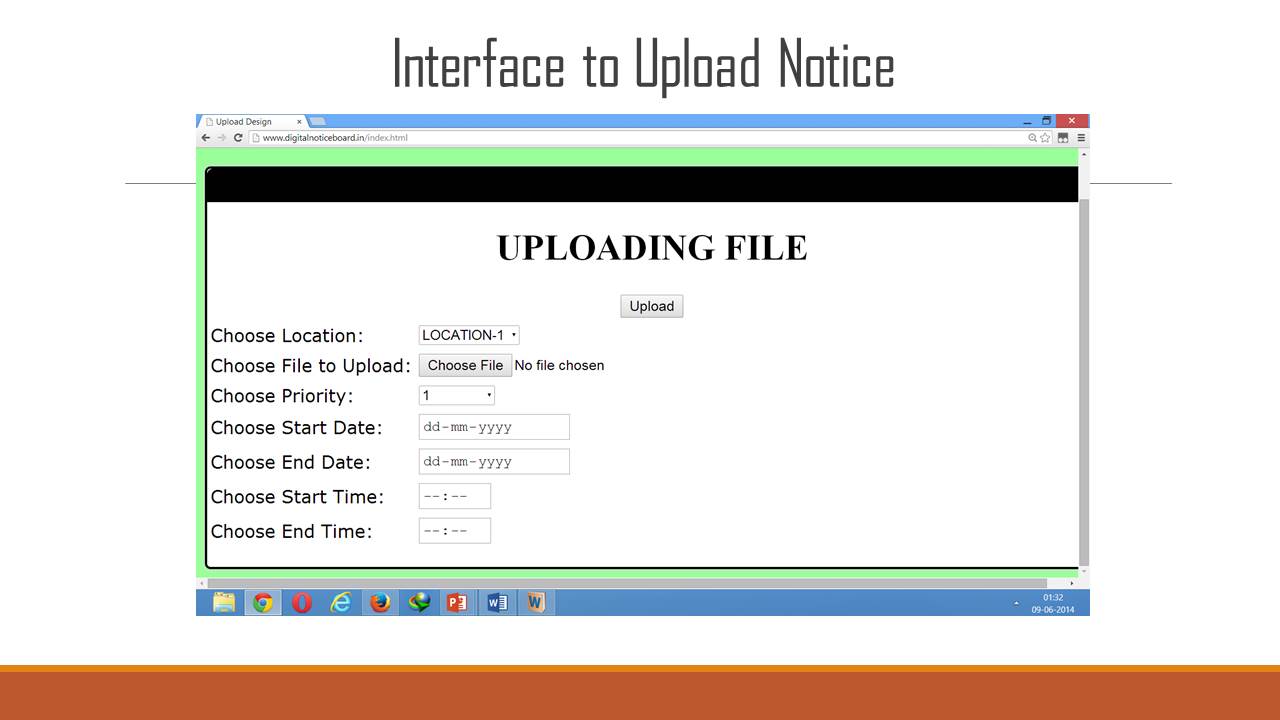 Interface to Upload Notice
Upload Design
www.digitalnoticeboard.in/index.html
UPLOADING FILE
Upload
Choose Location: LOCATION-1
Choose File to Upload: Choose File No file chosen
Choose Priority: 1
Choose Start Date: dd-mm-yyyy
Choose End Date: dd-mm-yyyy
Choose Start Time: --:--
Choose End Time: --:--
01:32
09-06-2014